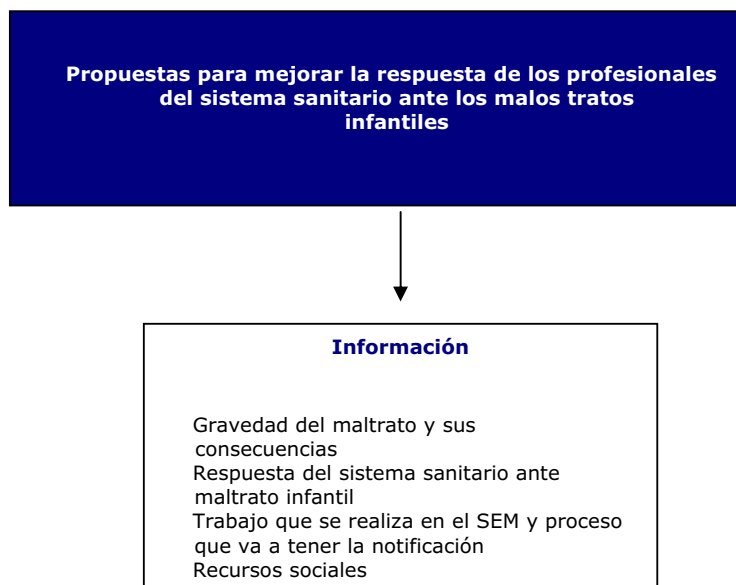 Propuestas para mejorar la respuesta de los profesionales
del sistema sanitario ante los malos tratos
infantiles
Información
Gravedad del maltrato y sus
consecuencias
Respuesta del sistema sanitario ante
maltrato infantil
Trabajo que se realiza en el SEM y proceso
que va a tener la notificación
Recursos sociales